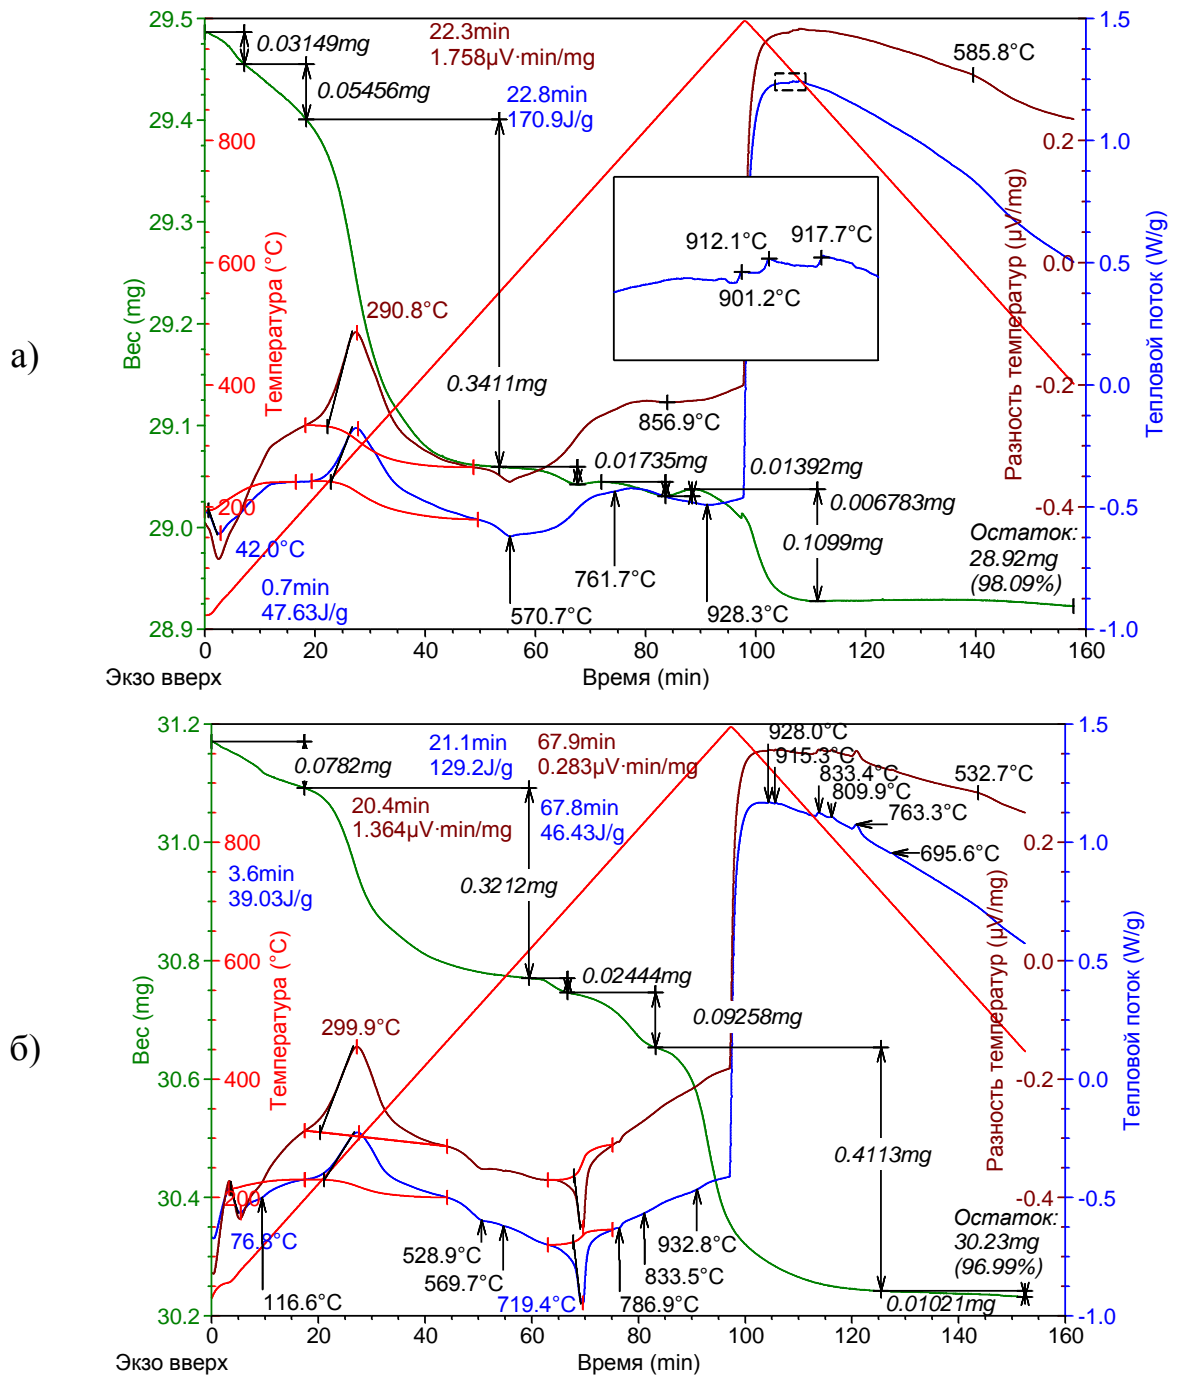 а)
29.5
29.4
29.3
29.2
29.1
29.0
28.9
Вес (mg)
800
600
400
200
Температура (°C)
0.03149mg
0.05456mg
22.3min
1.758µV·min/mg
22.8min
170.9J/g
585.8°C
912.1°C
917.7°C
901.2°C
290.8°C
0.3411mg
856.9°C
0.01735mg
0.01392mg
0.006783mg
0.1099mg
Остаток:
28.92mg
(98.09%)
42.0°C
0.7min
47.63J/g
761.7°C
570.7°C
928.3°C
0.2
0.0
-0.2
-0.4
Разность температур (µV/mg)
1.5
1.0
0.5
0.0
-0.5
-1.0
Тепловой поток (W/g)
0
20
40
60
80
100
120
140
160
Экзо вверх
Время (min)
б)
31.2
31.0
30.8
30.6
30.4
30.2
Вес (mg)
800
600
400
200
Температура (°C)
0.0782mg
21.1min
129.2J/g
67.9min
0.283µV·min/mg
20.4min
1.364µV·min/mg
67.8min
46.43J/g
928.0°C
915.3°C
833.4°C
809.9°C
763.3°C
695.6°C
532.7°C
3.6min
39.03J/g
0.3212mg
0.02444mg
0.09258mg
299.9°C
0.4113mg
76.8°C
116.6°C
528.9°C
569.7°C
719.4°C
786.9°C
833.5°C
932.8°C
Остаток:
30.23mg
(96.99%)
0.01021mg
0.2
0.0
-0.2
-0.4
Разность температур (µV/mg)
1.5
1.0
0.5
0.0
-0.5
-1.0
Тепловой поток (W/g)
0
20
40
60
80
100
120
140
160
Экзо вверх
Время (min)